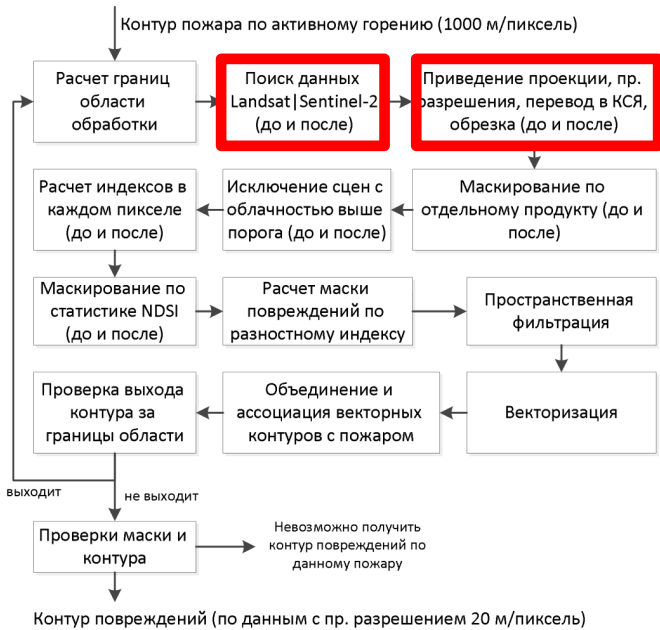 Контур пожара по активному горению (1000 м/пиксель)
Расчет границ
области
обработки
Поиск данных
Landsat|Sentinel-2
(до и после)
Приведение проекции, пр.
разрешения, перевод в КСЯ,
обрезка (до и после)
Расчет индексов в
каждом пикселе
(до и после)
Исключение сцен с
облачностью выше
порога (до и после)
Маскирование по
отдельному продукту (до и
после)
Маскирование по
статистике NDSI
(до и после)
Расчет маски
повреждений по
разностному индексу
Пространственная
фильтрация
Проверка выхода
контура за
границы области
Объединение и
ассоциация векторных
контуров с пожаром
Векторизация
выходит
не выходит
Проверки маски и
контура
Невозможно получить
контур повреждений по
данному пожару
Контур повреждений (по данным с пр. разрешением 20 м/пиксель)